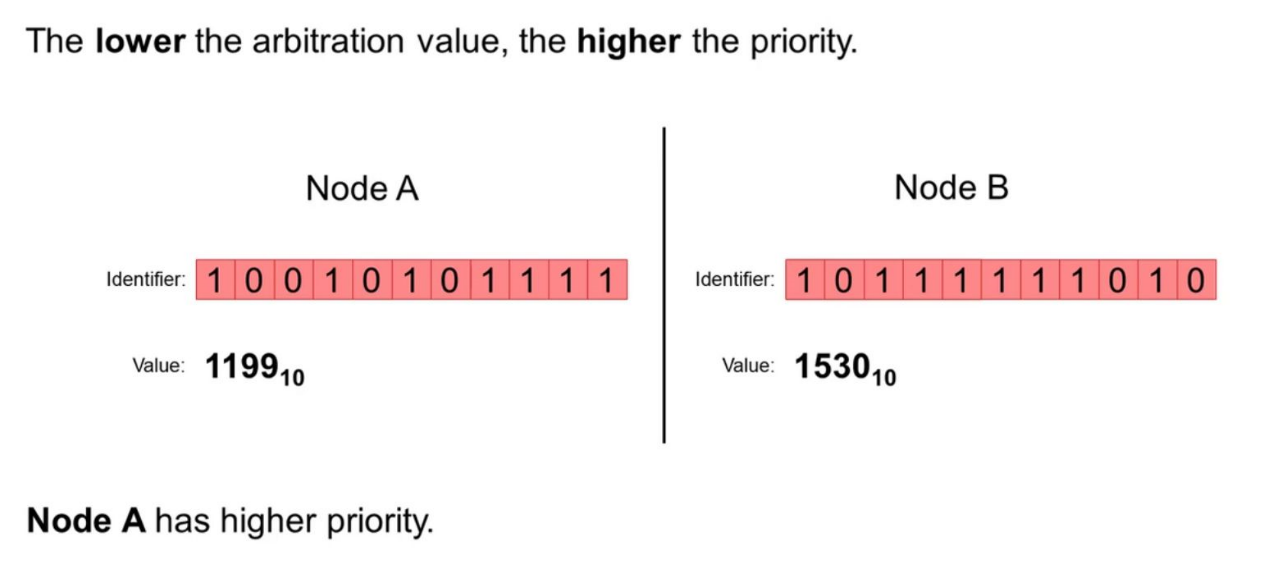 The lower the arbitration value, the higher the priority.
Node A
Identifier: 1 0 0 1 0 1 0 1 1 1 1
Value: 1199₁₀
Node B
Identifier: 1 0 1 1 1 1 1 1 0 1 0
Value: 1530₁₀
Node A has higher priority.